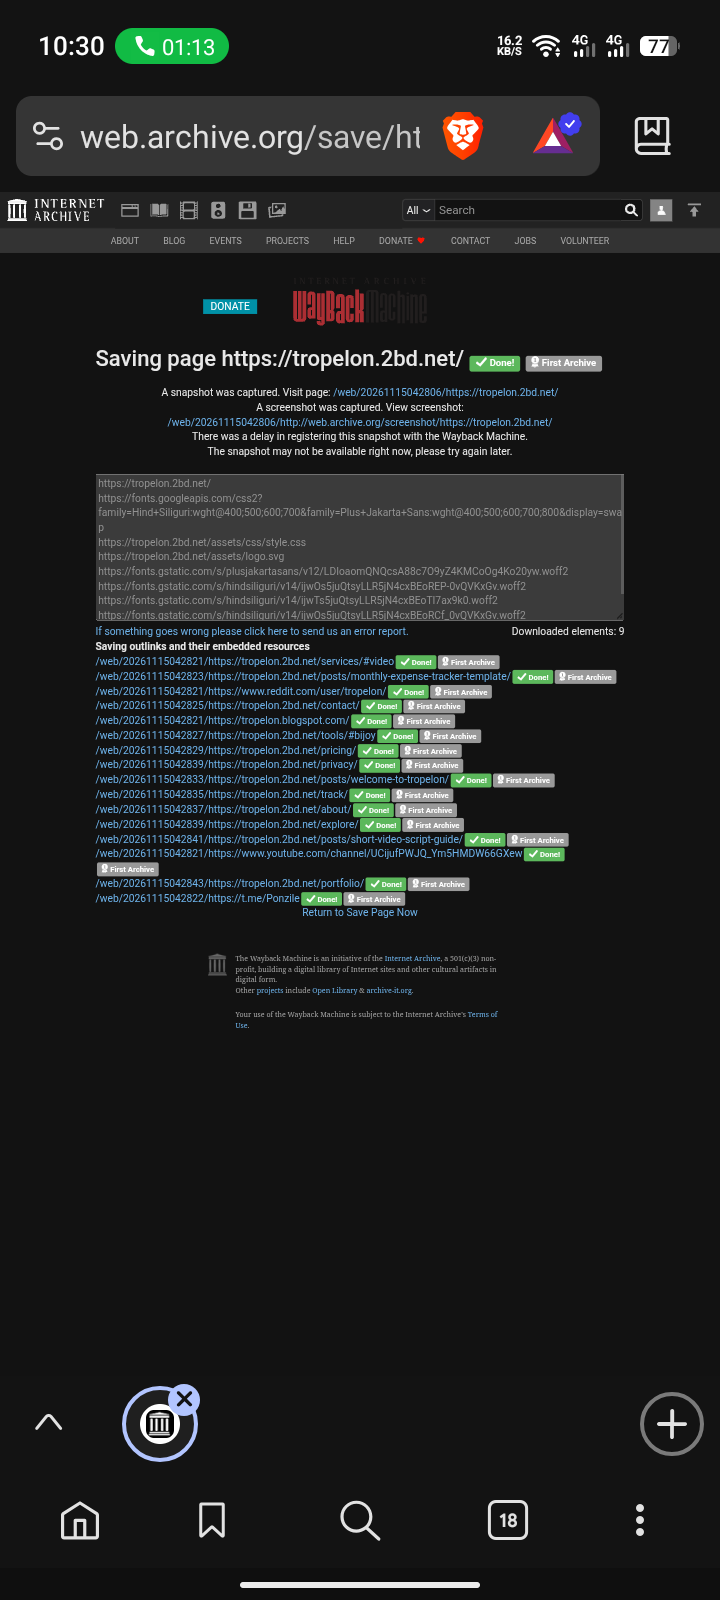 10:30
01:13
16.2
KB/S
4G
4G
77
web.archive.org/save/ht
INTERNET
ARCHIVE
All
Search
ABOUT BLOG EVENTS PROJECTS HELP DONATE CONTACT JOBS VOLUNTEER
INTERNET ARCHIVE
DONATE
WayBackMachine
Saving page https://tropelon.2bd.net/ Done! First Archive
A snapshot was captured. Visit page: /web/20261115042806/https://tropelon.2bd.net/
A screenshot was captured. View screenshot:
/web/20261115042806/http://web.archive.org/screenshot/https://tropelon.2bd.net/
There was a delay in registering this snapshot with the Wayback Machine.
The snapshot may not be available right now, please try again later.
https://tropelon.2bd.net/
https://fonts.googleapis.com/css2?
family=Hind+Siliguri:wght@400;500;600;700&family=Plus+Jakarta+Sans:wght@400;500;600;700;800&display=swa
p
https://tropelon.2bd.net/assets/css/style.css
https://tropelon.2bd.net/assets/logo.svg
https://fonts.gstatic.com/s/plusjakartasans/v12/LDIoaomQNQcsA88c7O9yZ4KMCoOg4Ko20yw.woff2
https://fonts.gstatic.com/s/hindsiliguri/v14/ijwOs5juQtsyLLR5jN4cxBEoREP-0vQVKxGv.woff2
https://fonts.gstatic.com/s/hindsiliguri/v14/ijwTs5juQtsyLLR5jN4cxBEoTI7ax9k0.woff2
https://fonts.gstatic.com/s/hindsiliguri/v14/ijwOs5juQtsyLLR5jN4cxBEoRCf_0vQVKxGv.woff2
If something goes wrong please click here to send us an error report. Downloaded elements: 9
Saving outlinks and their embedded resources
/web/20261115042821/https://tropelon.2bd.net/services/#video Done! First Archive
/web/20261115042823/https://tropelon.2bd.net/posts/monthly-expense-tracker-template/ Done! First Archive
/web/20261115042821/https://www.reddit.com/user/tropelon/ Done! First Archive
/web/20261115042825/https://tropelon.2bd.net/contact/ Done! First Archive
/web/20261115042821/https://tropelon.blogspot.com/ Done! First Archive
/web/20261115042827/https://tropelon.2bd.net/tools/#bijoy Done! First Archive
/web/20261115042829/https://tropelon.2bd.net/pricing/ Done! First Archive
/web/20261115042839/https://tropelon.2bd.net/privacy/ Done! First Archive
/web/20261115042833/https://tropelon.2bd.net/posts/welcome-to-tropelon/ Done! First Archive
/web/20261115042835/https://tropelon.2bd.net/track/ Done! First Archive
/web/20261115042837/https://tropelon.2bd.net/about/ Done! First Archive
/web/20261115042839/https://tropelon.2bd.net/explore/ Done! First Archive
/web/20261115042841/https://tropelon.2bd.net/posts/short-video-script-guide/ Done! First Archive
/web/20261115042821/https://www.youtube.com/channel/UCijufPWJQ_Ym5HMDW66GXew Done!
First Archive
/web/20261115042843/https://tropelon.2bd.net/portfolio/ Done! First Archive
/web/20261115042822/https://t.me/Ponzile Done! First Archive
Return to Save Page Now
The Wayback Machine is an initiative of the Internet Archive, a 501(c)(3) non-
profit, building a digital library of Internet sites and other cultural artifacts in
digital form.
Other projects include Open Library & archive-it.org.
Your use of the Wayback Machine is subject to the Internet Archive's Terms of
Use.
18